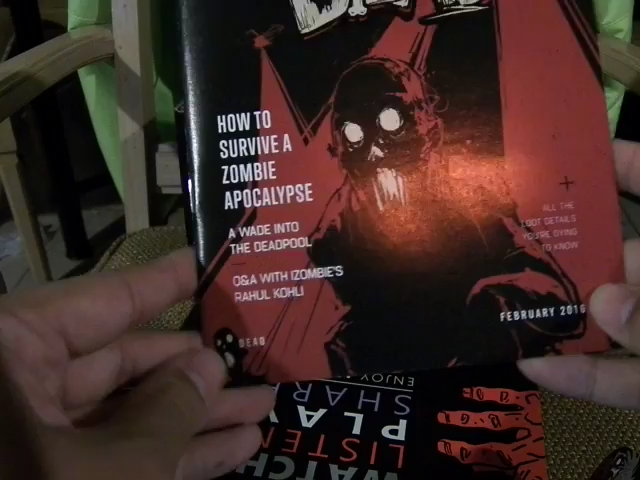 HOW TO
SURVIVE A
ZOMBIE
APOCALYPSE
A WADE INTO
THE DEADPOOL
Q&A WITH IZOMBIE'S
RAHUL KOHLI
+
ALL THE
LOOT DETAILS
YOU'RE DYING
TO KNOW
FEBRUARY 2016
DEAD
ENJOY
SHAR
PLAY
LISTEN
WATCH